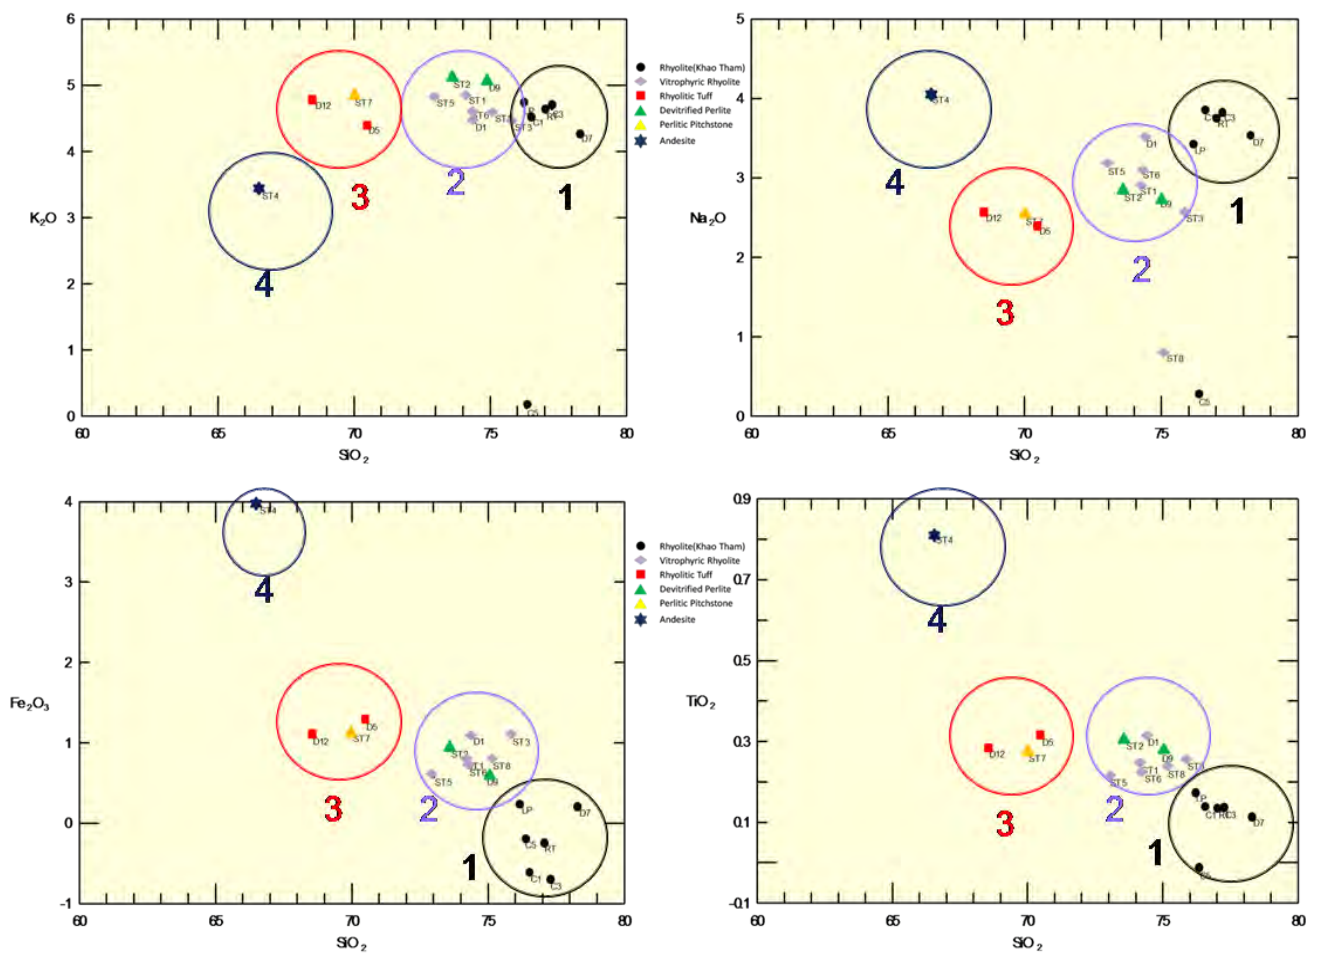 6
5
4
3
2
1
0
K₂O
60
65
70
75
80
SiO₂
D12
ST7
D5
ST4
ST2
D9
ST5
ST1
ST6
D1
ST3
C1
RT
C3
D7
C5
3
2
1
4
Rhyolite(Khao Tham)
Vitrophyric Rhyolite
Rhyolitic Tuff
Devitrified Perlite
Perlitic Pitchstone
Andesite
5
4
3
2
1
0
Na₂O
60
65
70
75
80
SiO₂
ST4
C3
RT
LP
D7
D1
ST5
ST6
ST1
ST2
D9
ST3
D12
D5
ST8
C5
4
1
2
3
4
3
2
1
0
-1
Fe₂O₃
60
65
70
75
80
SiO₂
ST4
D12
D5
ST7
D1
ST3
ST2
ST1
ST6
ST8
ST5
D9
LP
D7
C5
RT
C1
C3
4
3
2
1
Rhyolite(Khao Tham)
Vitrophyric Rhyolite
Rhyolitic Tuff
Devitrified Perlite
Perlitic Pitchstone
Andesite
0.9
0.7
0.5
0.3
0.1
-0.1
TiO₂
60
65
70
75
80
SiO₂
ST4
D12
D5
ST7
ST2
D1
D9
ST1
ST5
ST6
ST8
LP
C1
C3
D7
4
3
2
1